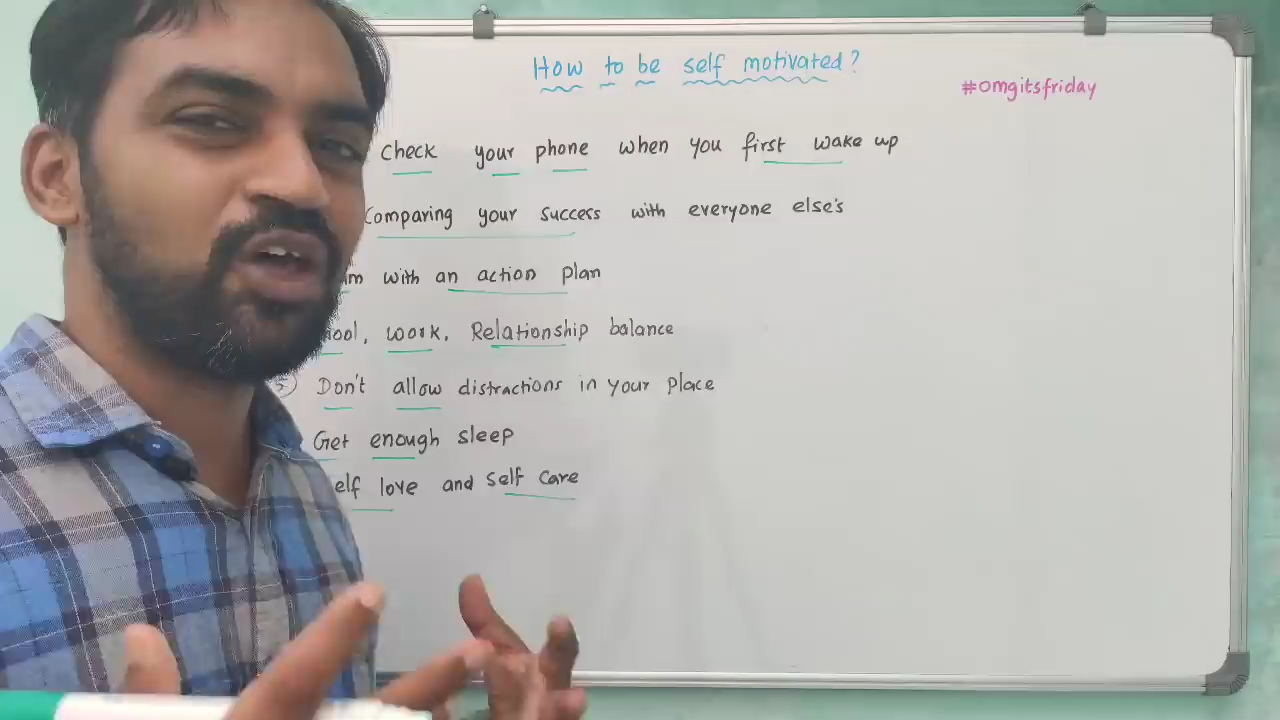 How to be self motivated?
#omgitsfriday
check your phone when you first wake up
Comparing your success with everyone else's
with an action plan
work, Relationship balance
5 Don't allow distractions in your place
Get enough sleep
love and self care